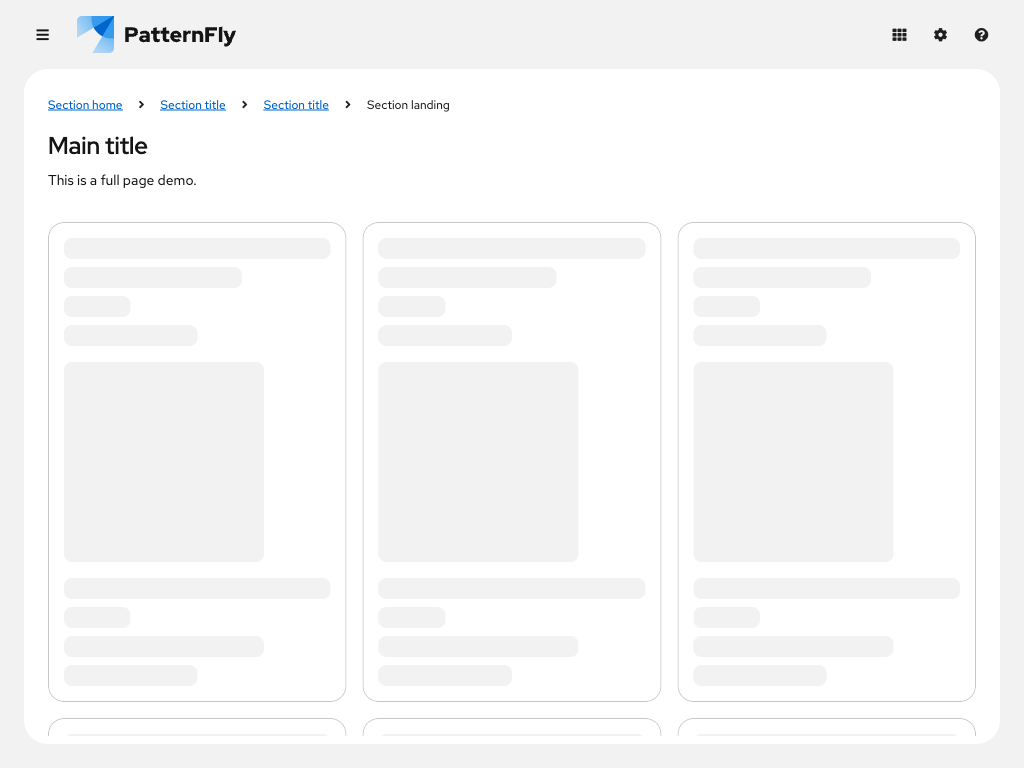 PatternFly
Section home Section title Section title Section landing
Main title
This is a full page demo.